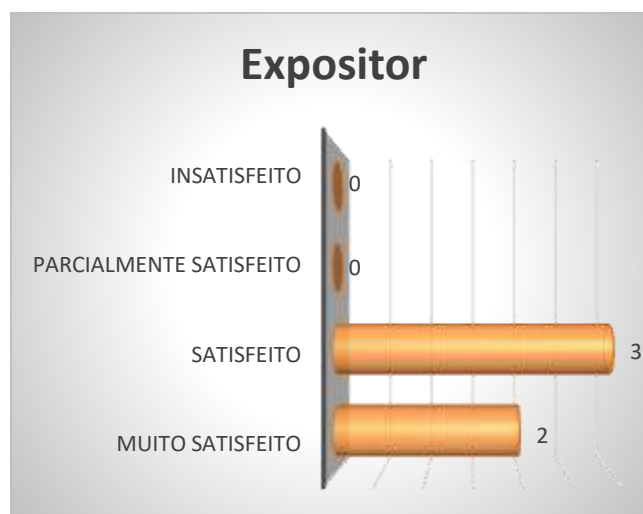 Expositor
INSATISFEITO 0
PARCIALMENTE SATISFEITO 0
SATISFEITO 3
MUITO SATISFEITO 2